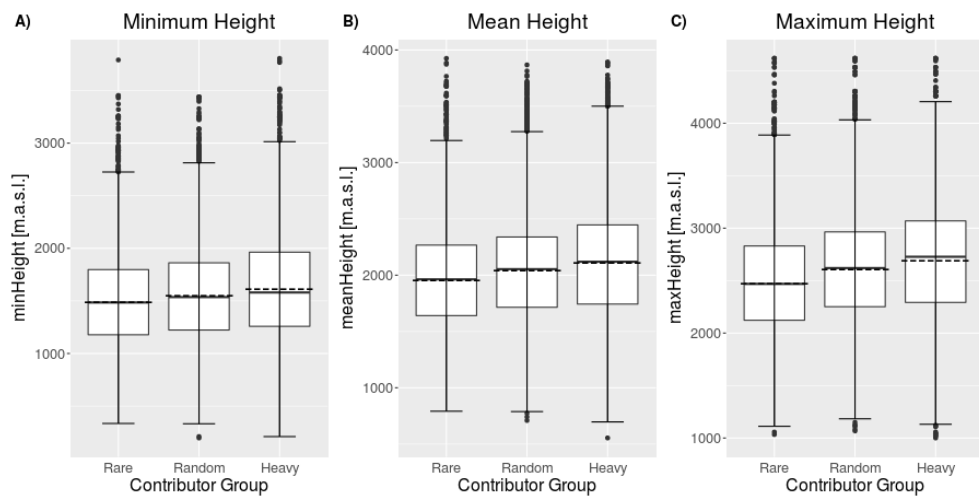 A) Minimum Height
minHeight [m.a.s.l.]
3000
2000
1000
Rare Random Heavy
Contributor Group
B) Mean Height
meanHeight [m.a.s.l.]
4000
3000
2000
1000
Rare Random Heavy
Contributor Group
C) Maximum Height
maxHeight [m.a.s.l.]
4000
3000
2000
1000
Rare Random Heavy
Contributor Group